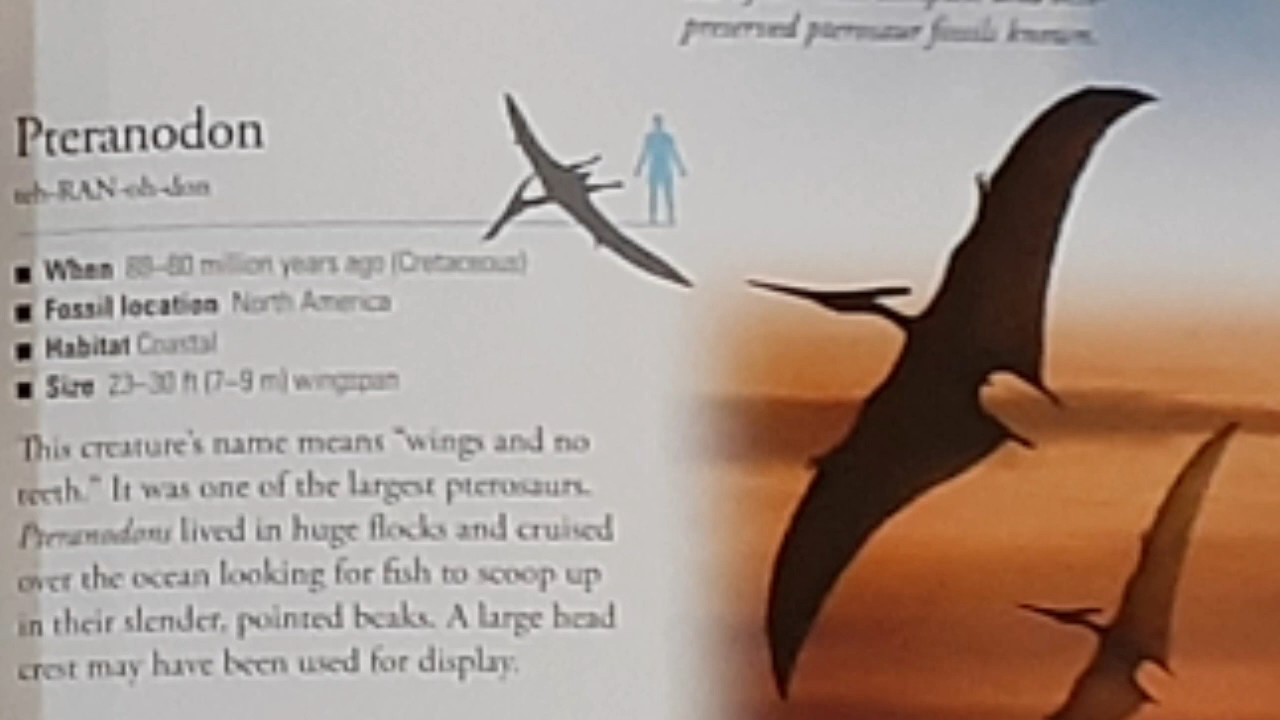 preserved pterosaur fossils known.
Pteranodon
teh-RAN-oh-don
■ When 88–80 million years ago (Cretaceous)
■ Fossil location North America
■ Habitat Coastal
■ Size 23–30 ft (7–9 m) wingspan
This creature's name means "wings and no
teeth." It was one of the largest pterosaurs.
Pteranodons lived in huge flocks and cruised
over the ocean looking for fish to scoop up
in their slender, pointed beaks. A large head
crest may have been used for display.